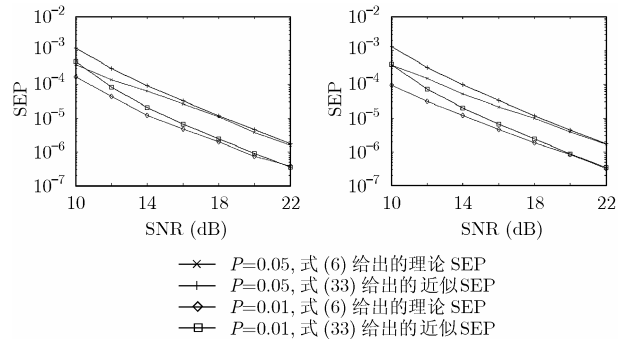 10⁻²
10⁻³
10⁻⁴
10⁻⁵
10⁻⁶
10⁻⁷
SEP
10 14 18 22
SNR (dB)
10⁻²
10⁻³
10⁻⁴
10⁻⁵
10⁻⁶
10⁻⁷
SEP
10 14 18 22
SNR (dB)
P=0.05, 式 (6) 给出的理论 SEP
P=0.05, 式 (33) 给出的近似SEP
P=0.01, 式 (6) 给出的理论 SEP
P=0.01, 式 (33) 给出的近似SEP